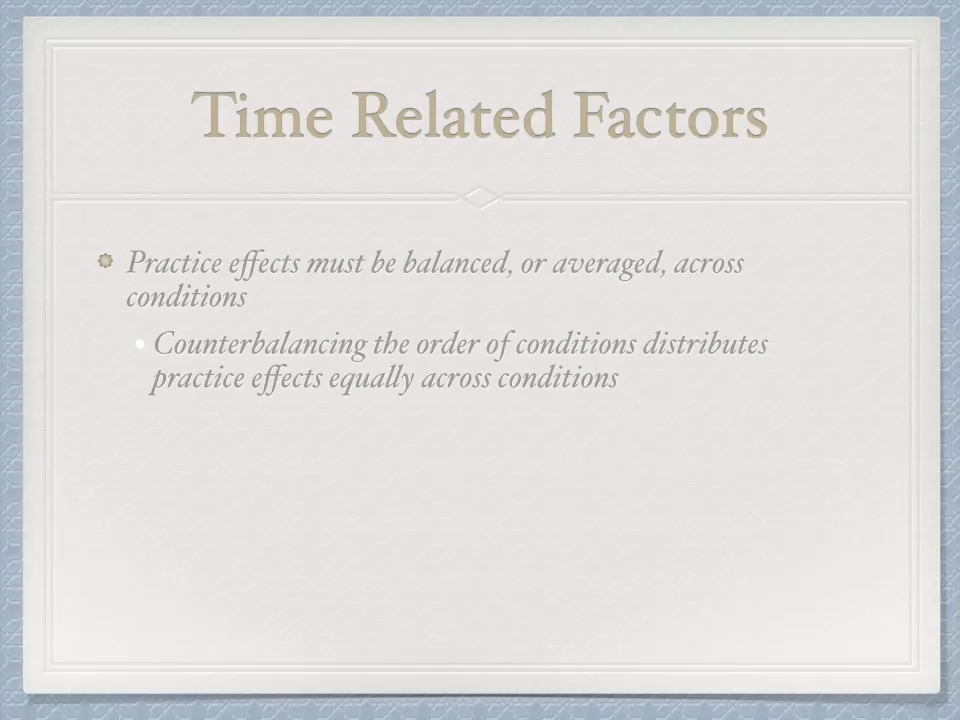 Time Related Factors
Practice effects must be balanced, or averaged, across
conditions
• Counterbalancing the order of conditions distributes
practice effects equally across conditions